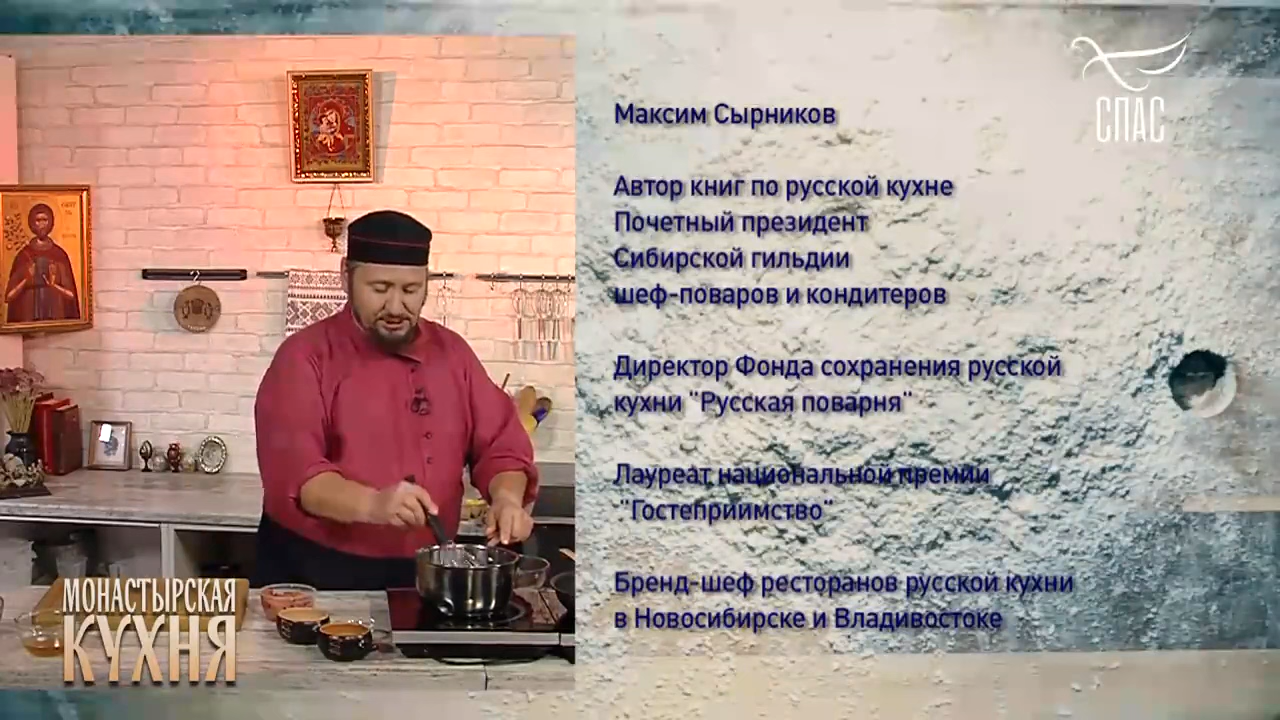 СПАС
Максим Сырников
Автор книг по русской кухне
Почетный президент
Сибирской гильдии
шеф-поваров и кондитеров
Директор Фонда сохранения русской
кухни "Русская поварня"
Лауреат национальной премии
"Гостеприимство"
Бренд-шеф ресторанов русской кухни
в Новосибирске и Владивостоке
МОНАСТЫРСКАЯ
КУХНЯ